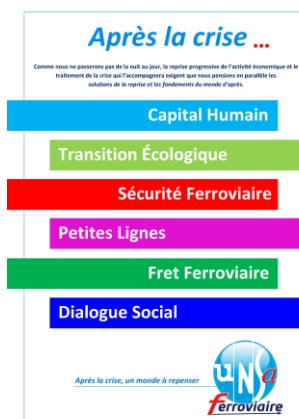 Après la crise ...
Comme nous ne passerons pas de la nuit au jour, la reprise progressive de l'activité économique et le
traitement de la crise qui l'accompagnera exigent que nous pensions en parallèle les
solutions de la reprise et les fondements du monde d'après.
Capital Humain
Transition Écologique
Sécurité Ferroviaire
Petites Lignes
Fret Ferroviaire
Dialogue Social
Après la crise, un monde à repenser
UNSa
Ferroviaire